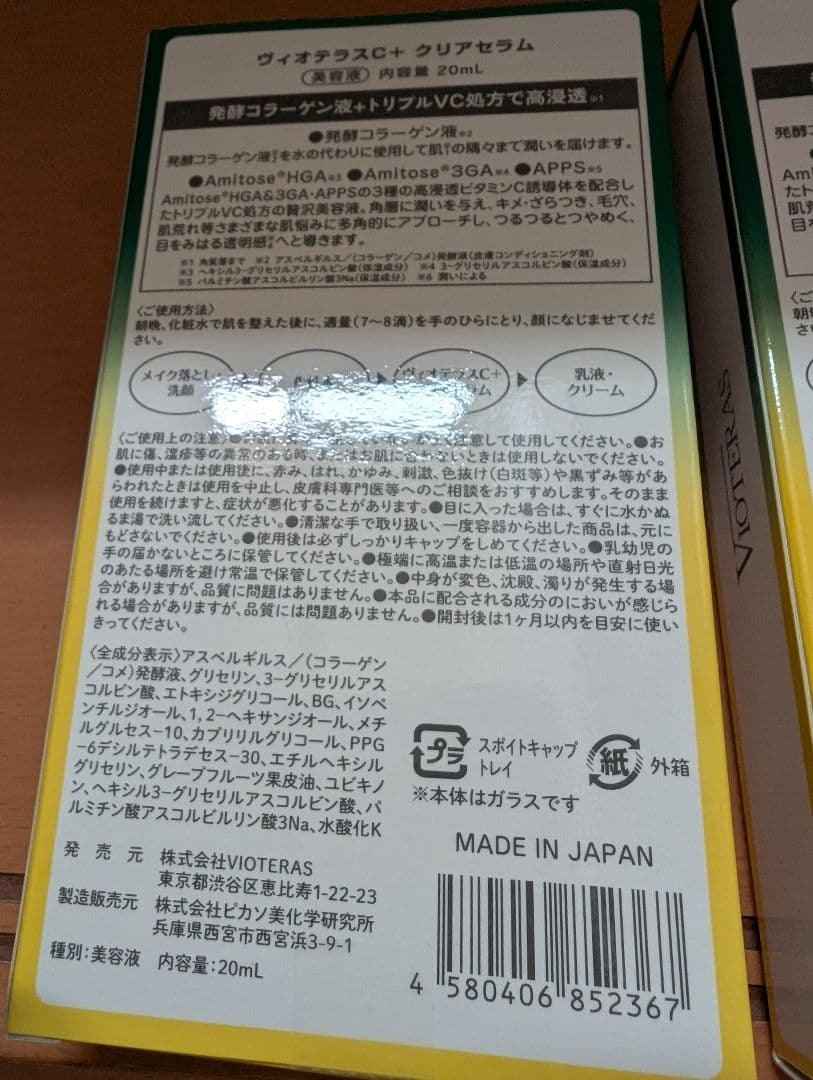 ヴィオテラスC+ クリアセラム
美容液 内容量 20mL
発酵コラーゲン液+トリプルVC処方で高浸透※1
●発酵コラーゲン液※2
発酵コラーゲン液※2を水の代わりに使用して肌※1の隅々まで潤いを届けます。
●Amitose®HGA※3 ●Amitose®3GA※4 ●APPS※5
Amitose®HGA&3GA・APPSの3種の高浸透ビタミンC誘導体を配合し
たトリプルVC処方の贅沢美容液。角層に潤いを与え、キメ・ざらつき、毛穴、
肌荒れ等さまざまな肌悩みに多角的にアプローチし、つるつるとつやめく、
目をみはる透明感※6へと導きます。
※1 角質層まで ※2 アスペルギルス/(コラーゲン/コメ)発酵液(皮膚コンディショニング剤)
※3 ヘキシル3-グリセリルアスコルビン酸(保湿成分) ※4 3-グリセリルアスコルビン酸(保湿成分)
※5 パルミチン酸アスコルビルリン酸3Na(保湿成分) ※6 潤いによる
〈ご使用方法〉
朝晩、化粧水で肌を整えた後に、適量(7〜8滴)を手のひらにとり、顔になじませてくだ
さい。
メイク落とし・
洗顔
ヴィオテラスC+
ラム
乳液・
クリーム
〈ご使用上の注意〉
注意して使用してください。●お
肌に傷、湿疹等の異常のある時、またはお肌に合わないときは使用しないでください。
●使用中または使用後に、赤み、はれ、かゆみ、刺激、色抜け(白斑等)や黒ずみ等があ
らわれたときは使用を中止し、皮膚科専門医等へのご相談をおすすめします。そのまま
使用を続けますと、症状が悪化することがあります。●目に入った場合は、すぐに水かぬ
るま湯で洗い流してください。●清潔な手で取り扱い、一度容器から出した商品は、元に
もどさないでください。●使用後は必ずしっかりキャップをしめてください。●乳幼児の
手の届かないところに保管してください。●極端に高温または低温の場所や直射日光
のあたる場所を避け常温で保管してください。●中身が変色、沈殿、濁りが発生する場
合がありますが、品質に問題はありません。●本品に配合される成分のにおいが感じら
れる場合がありますが、品質には問題ありません。●開封後は1ヶ月以内を目安に使い
きってください。
〈全成分表示〉アスペルギルス/(コラーゲン
/コメ)発酵液、グリセリン、3-グリセリルアス
コルビン酸、エトキシジグリコール、BG、イソペ
ンチルジオール、1,2-ヘキサンジオール、メチ
ルグルセス-10、カプリリルグリコール、PPG
-6デシルテトラデセス-30、エチルヘキシル
グリセリン、グレープフルーツ果皮油、ユビキノ
ン、ヘキシル3-グリセリルアスコルビン酸、パ
ルミチン酸アスコルビルリン酸3Na、水酸化K
プラ
スポイトキャップ
トレイ
紙
外箱
※本体はガラスです
MADE IN JAPAN
発売元 株式会社VIOTERAS
東京都渋谷区恵比寿1-22-23
製造販売元 株式会社ピカソ美化学研究所
兵庫県西宮市西宮浜3-9-1
種別:美容液 内容量:20mL
4 580406 852367
VIOTERAS